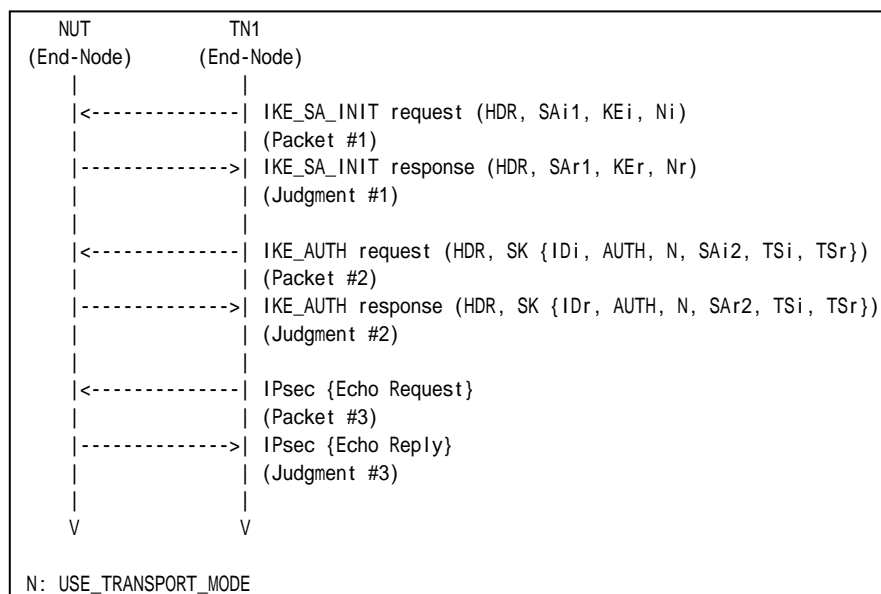 NUT              TN1
(End-Node)       (End-Node)
    |                |
    |<--------------| IKE_SA_INIT request (HDR, SAi1, KEi, Ni)
    |                | (Packet #1)
    |-------------->| IKE_SA_INIT response (HDR, SAr1, KEr, Nr)
    |                | (Judgment #1)
    |                |
    |<--------------| IKE_AUTH request (HDR, SK {IDi, AUTH, N, SAi2, TSi, TSr})
    |                | (Packet #2)
    |-------------->| IKE_AUTH response (HDR, SK {IDr, AUTH, N, SAr2, TSi, TSr})
    |                | (Judgment #2)
    |                |
    |<--------------| IPsec {Echo Request}
    |                | (Packet #3)
    |-------------->| IPsec {Echo Reply}
    |                | (Judgment #3)
    |                |
    V                V
N: USE_TRANSPORT_MODE